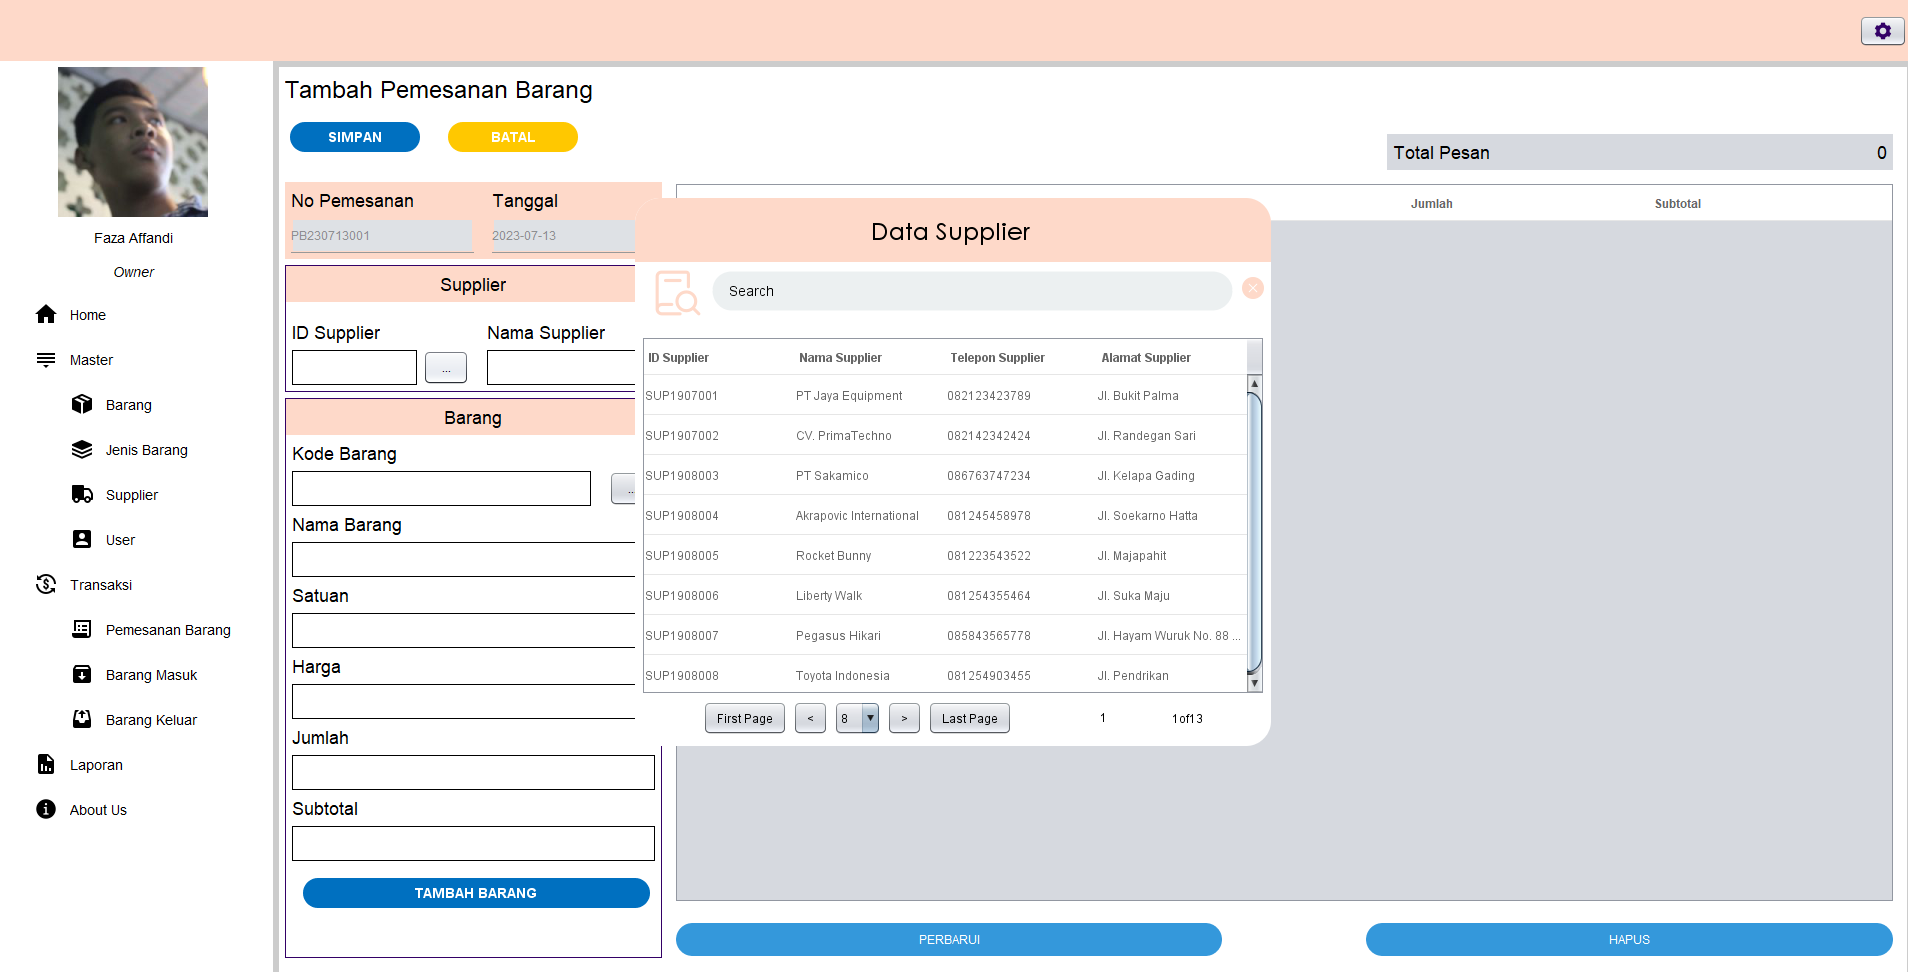 Tambah Pemesanan Barang
SIMPAN BATAL
Total Pesan 0
Faza Affandi
Owner
Home
Master
Barang
Jenis Barang
Supplier
User
Transaksi
Pemesanan Barang
Barang Masuk
Barang Keluar
Laporan
About Us
No Pemesanan Tanggal
PB230713001 2023-07-13
Supplier
ID Supplier Nama Supplier
...
Barang
Kode Barang
..
Nama Barang
Satuan
Harga
Jumlah
Subtotal
TAMBAH BARANG
Jumlah Subtotal
Data Supplier
Search
ID Supplier Nama Supplier Telepon Supplier Alamat Supplier
SUP1907001 PT Jaya Equipment 082123423789 Jl. Bukit Palma
SUP1907002 CV. PrimaTechno 082142342424 Jl. Randegan Sari
SUP1908003 PT Sakamico 086763747234 Jl. Kelapa Gading
SUP1908004 Akrapovic International 081245458978 Jl. Soekarno Hatta
SUP1908005 Rocket Bunny 081223543522 Jl. Majapahit
SUP1908006 Liberty Walk 081254355464 Jl. Suka Maju
SUP1908007 Pegasus Hikari 085843565778 Jl. Hayam Wuruk No. 88 ...
SUP1908008 Toyota Indonesia 081254903455 Jl. Pendrikan
First Page < 8 > Last Page 1 1of13
PERBARUI HAPUS